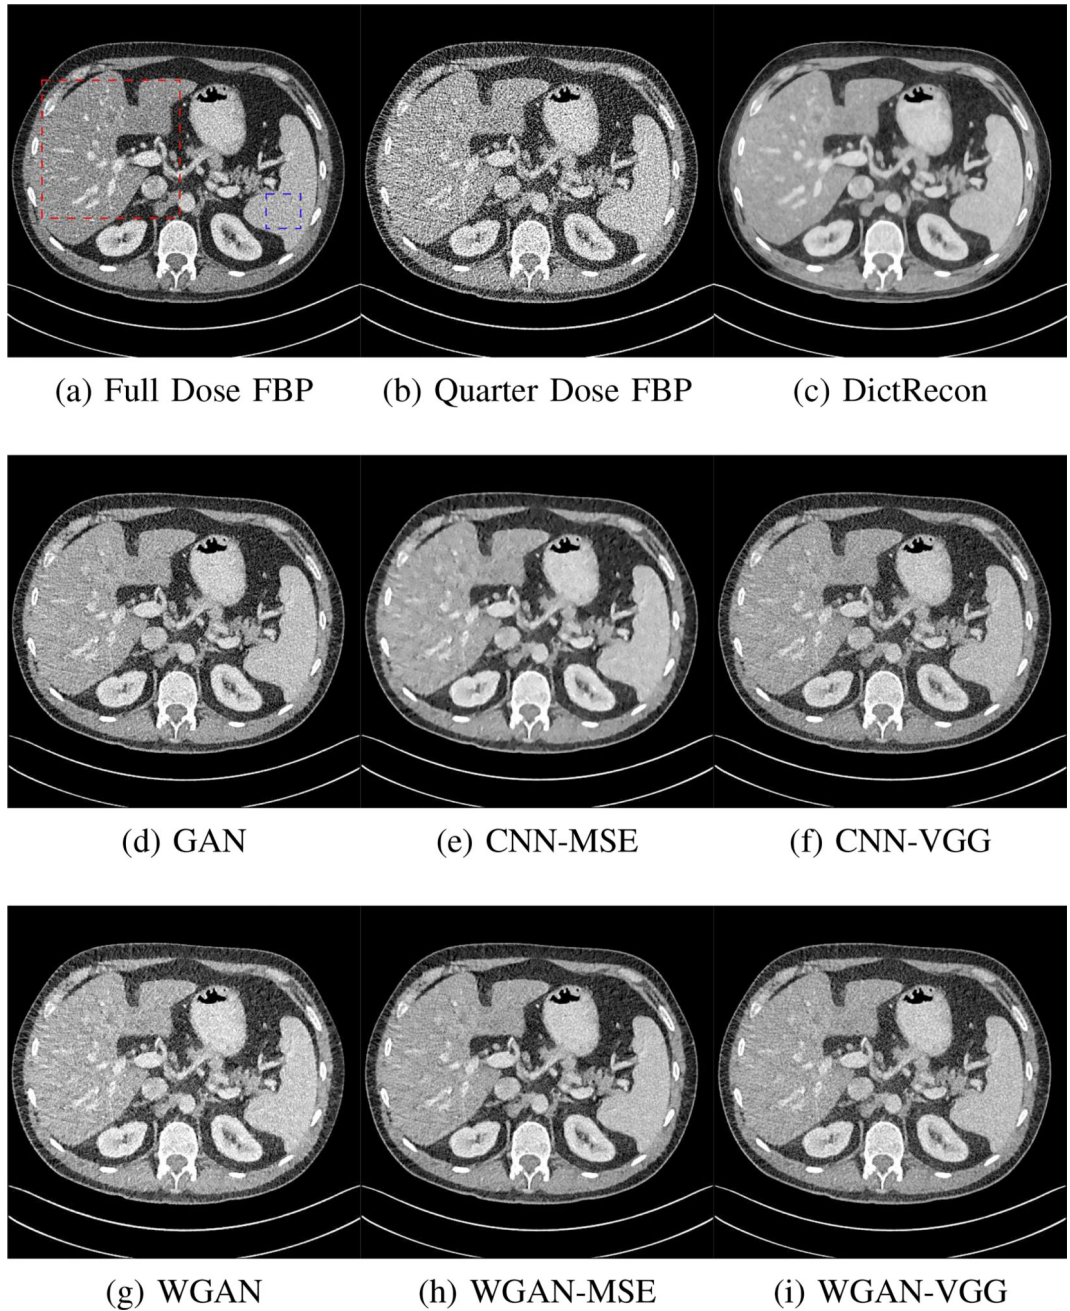 (a) Full Dose FBP
(b) Quarter Dose FBP
(c) DictRecon
(d) GAN
(e) CNN-MSE
(f) CNN-VGG
(g) WGAN
(h) WGAN-MSE
(i) WGAN-VGG